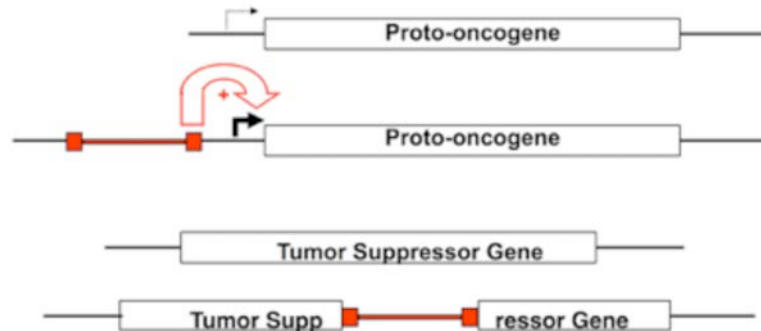 Proto-oncogene
+
Proto-oncogene
Tumor Suppressor Gene
Tumor Supp ressor Gene